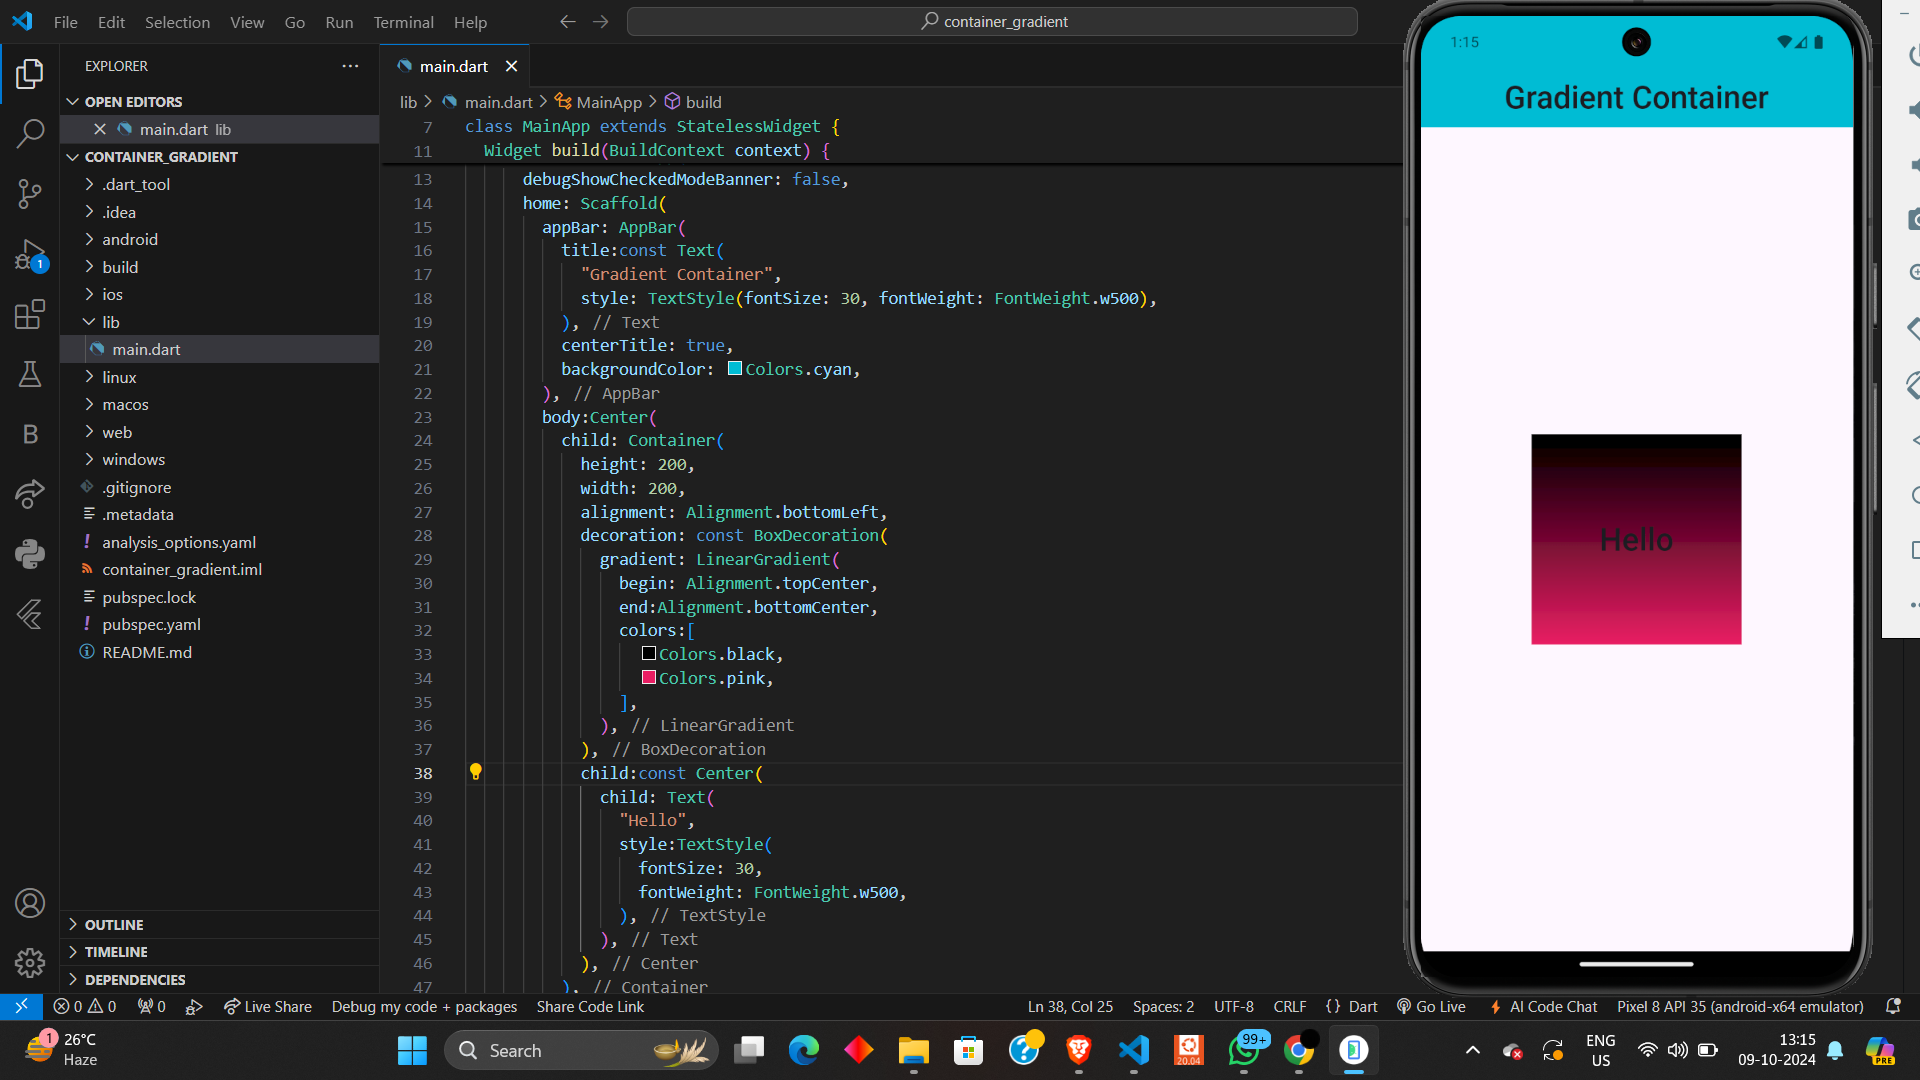 File Edit Selection View Go Run Terminal Help
container_gradient
EXPLORER
OPEN EDITORS
main.dart lib
CONTAINER_GRADIENT
.dart_tool
.idea
android
build
ios
lib
main.dart
linux
macos
web
windows
.gitignore
.metadata
analysis_options.yaml
container_gradient.iml
pubspec.lock
pubspec.yaml
README.md
OUTLINE
TIMELINE
DEPENDENCIES
1
B
main.dart
lib > main.dart > MainApp > build
7 class MainApp extends StatelessWidget {
11 Widget build(BuildContext context) {
13 debugShowCheckedModeBanner: false,
14 home: Scaffold(
15 appBar: AppBar(
16 title:const Text(
17 "Gradient Container",
18 style: TextStyle(fontSize: 30, fontWeight: FontWeight.w500),
19 ), // Text
20 centerTitle: true,
21 backgroundColor: Colors.cyan,
22 ), // AppBar
23 body:Center(
24 child: Container(
25 height: 200,
26 width: 200,
27 alignment: Alignment.bottomLeft,
28 decoration: const BoxDecoration(
29 gradient: LinearGradient(
30 begin: Alignment.topCenter,
31 end:Alignment.bottomCenter,
32 colors:[
33 Colors.black,
34 Colors.pink,
35 ],
36 ), // LinearGradient
37 ), // BoxDecoration
38 child:const Center(
39 child: Text(
40 "Hello",
41 style:TextStyle(
42 fontSize: 30,
43 fontWeight: FontWeight.w500,
44 ), // TextStyle
45 ), // Text
46 ), // Center
47 ), // Container
1:15
Gradient Container
Hello
0 0 0 Live Share Debug my code + packages Share Code Link Ln 38, Col 25 Spaces: 2 UTF-8 CRLF { } Dart Go Live AI Code Chat Pixel 8 API 35 (android-x64 emulator)
1
26°C
Haze
Search
20.04
99+
ENG
US
13:15
09-10-2024
PRE